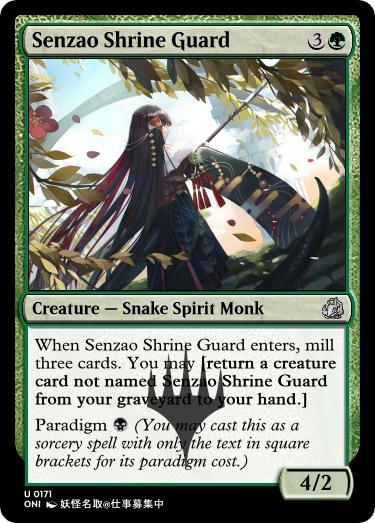 Senzao Shrine Guard 3
Creature — Snake Spirit Monk
When Senzao Shrine Guard enters, mill
three cards. You may [return a creature
card not named Senzao Shrine Guard
from your graveyard to your hand.]
Paradigm (You may cast this as a
sorcery spell with only the text in square
brackets for its paradigm cost.)
4/2
U 0171
ONI 妖怪名取@仕事募集中